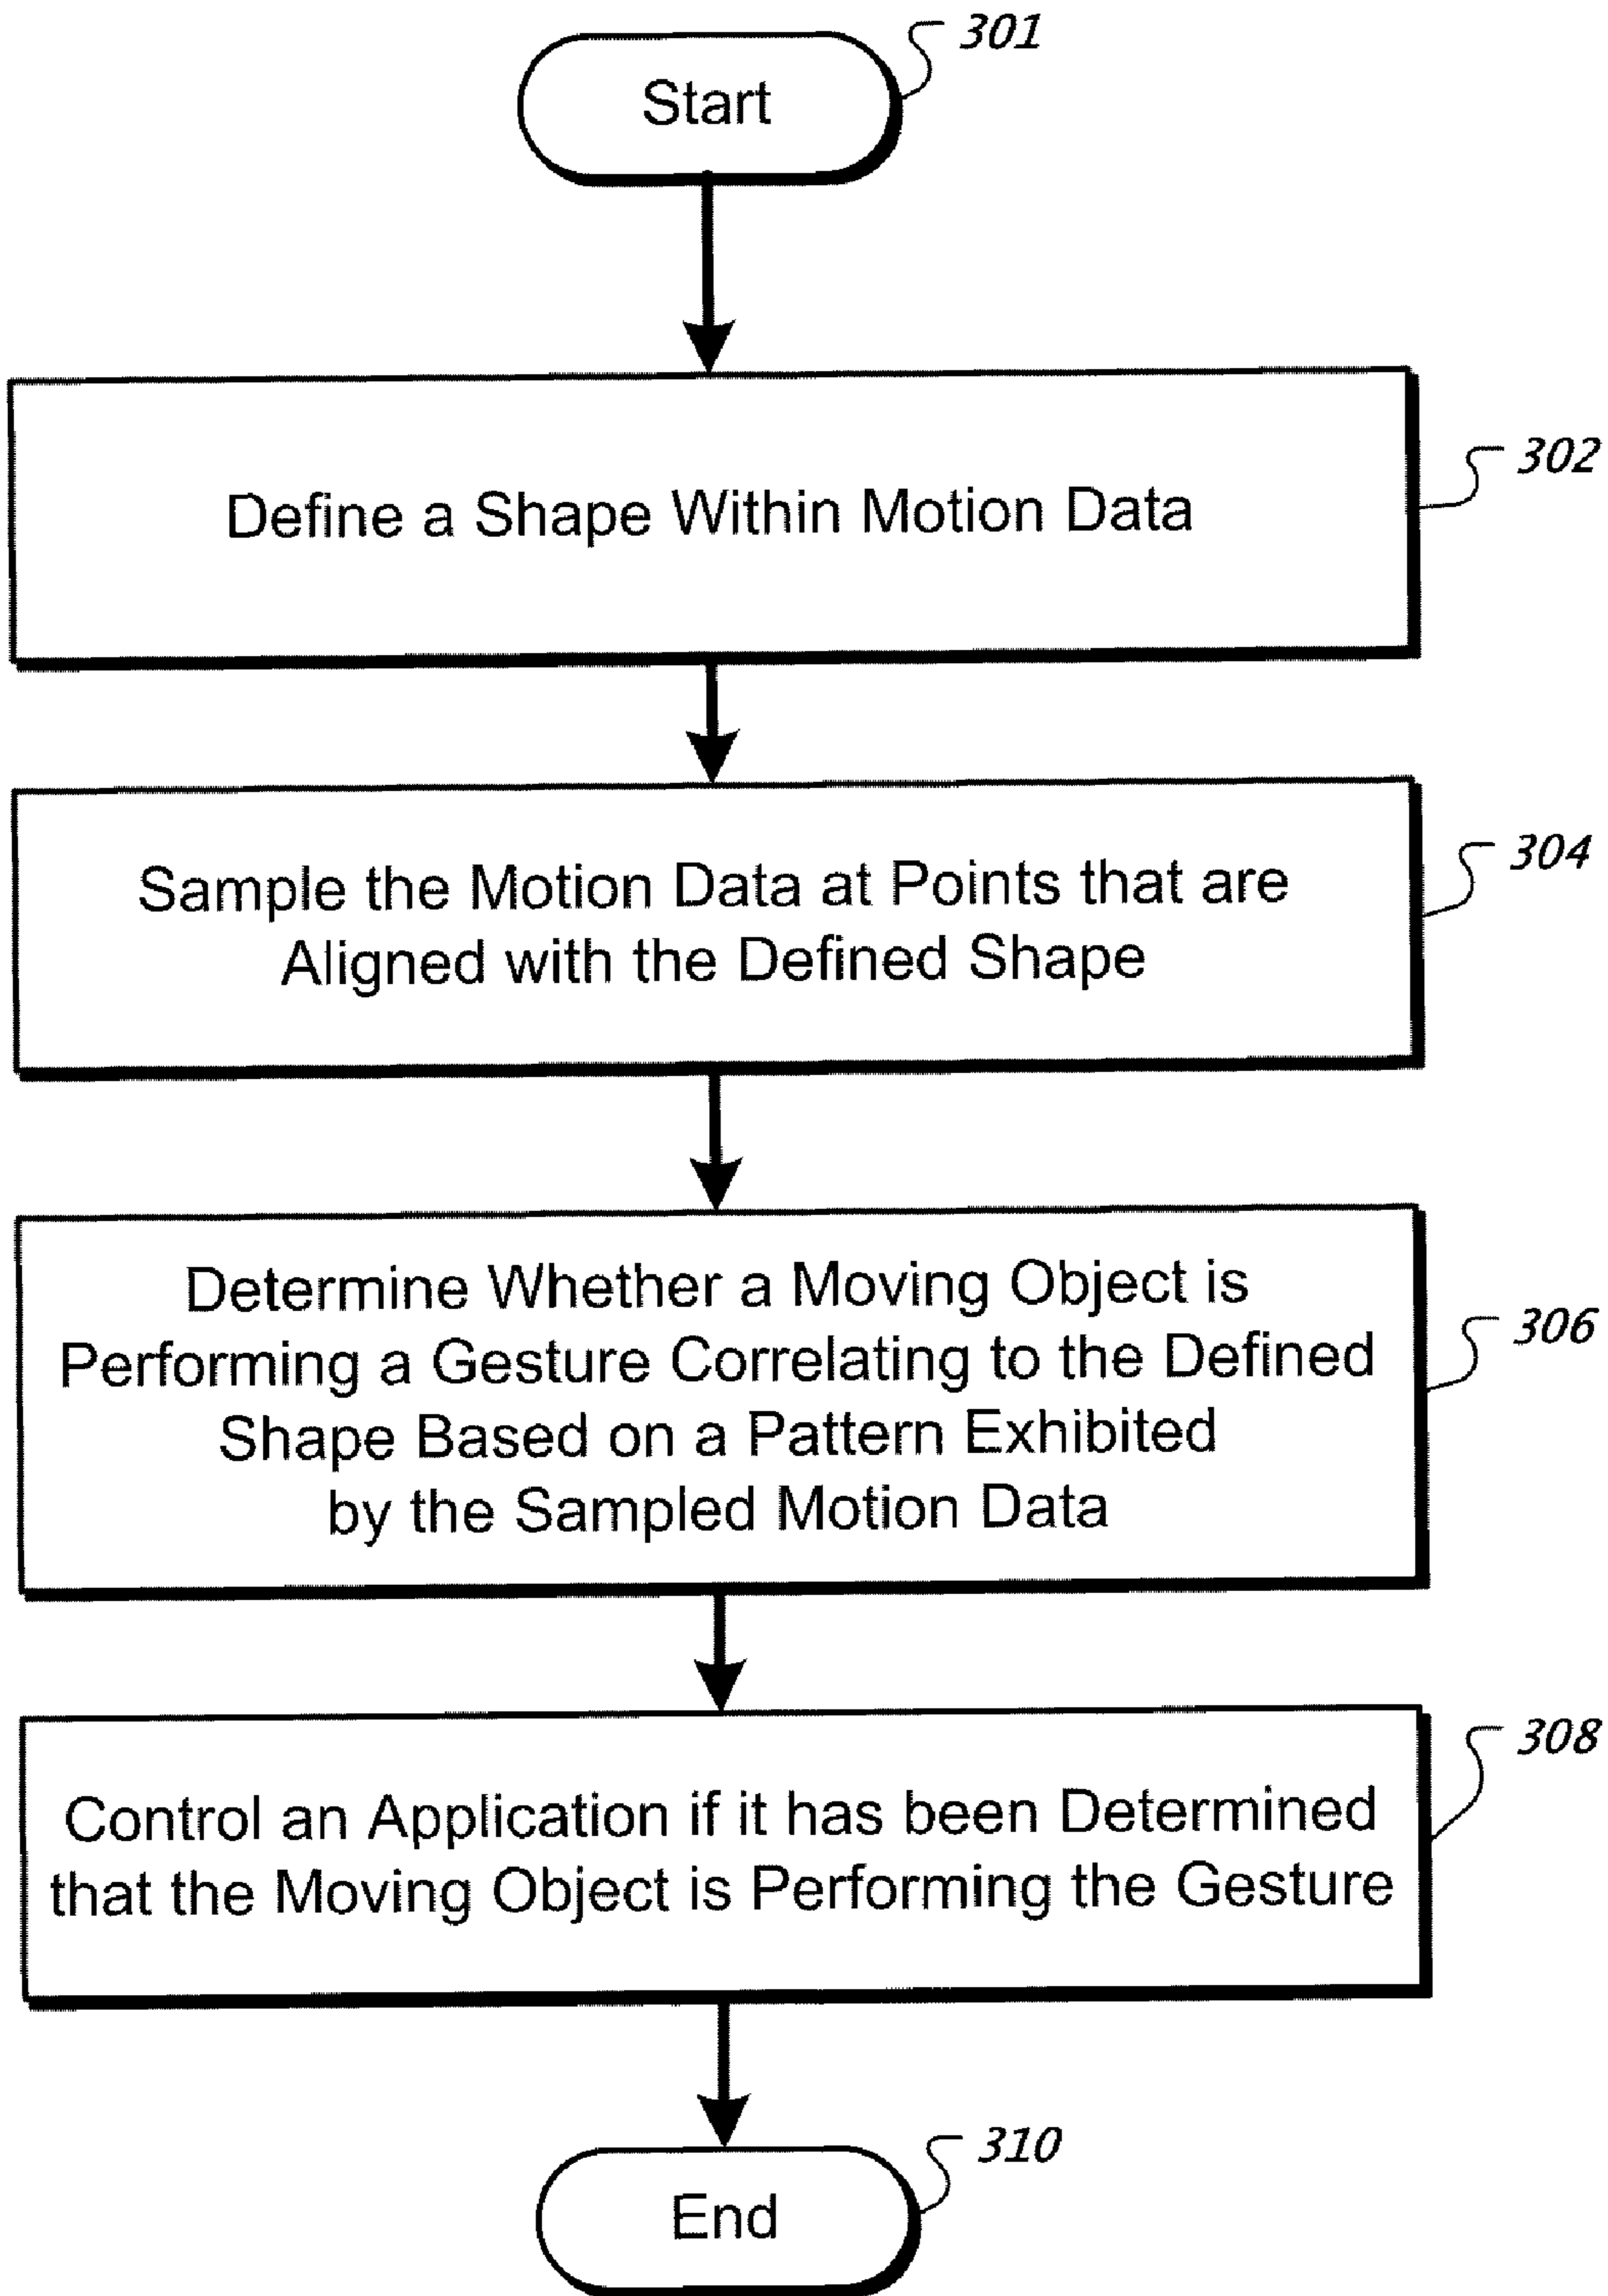 301
Start
302
Define a Shape Within Motion Data
304
Sample the Motion Data at Points that are
Aligned with the Defined Shape
306
Determine Whether a Moving Object is
Performing a Gesture Correlating to the Defined
Shape Based on a Pattern Exhibited
by the Sampled Motion Data
308
Control an Application if it has been Determined
that the Moving Object is Performing the Gesture
310
End